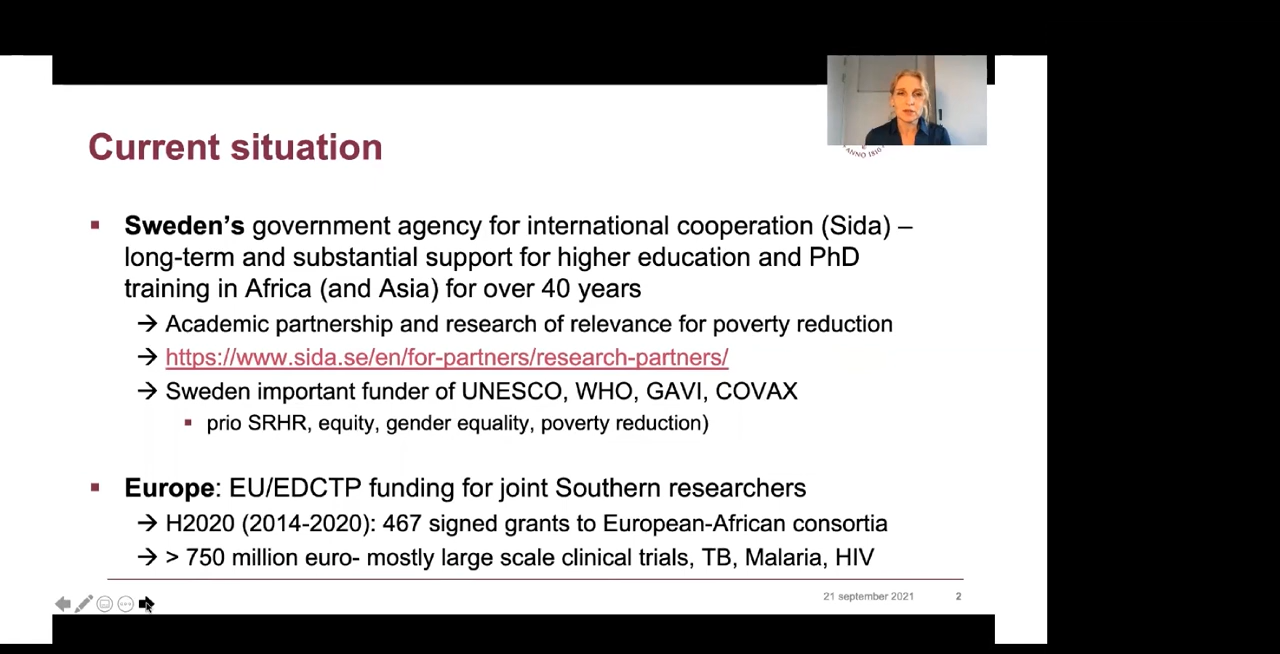 ANNO 1810
Current situation
▪ Sweden's government agency for international cooperation (Sida) –
long-term and substantial support for higher education and PhD
training in Africa (and Asia) for over 40 years
→ Academic partnership and research of relevance for poverty reduction
→ https://www.sida.se/en/for-partners/research-partners/
→ Sweden important funder of UNESCO, WHO, GAVI, COVAX
▪ prio SRHR, equity, gender equality, poverty reduction)
▪ Europe: EU/EDCTP funding for joint Southern researchers
→ H2020 (2014-2020): 467 signed grants to European-African consortia
→ > 750 million euro- mostly large scale clinical trials, TB, Malaria, HIV
21 september 2021 2